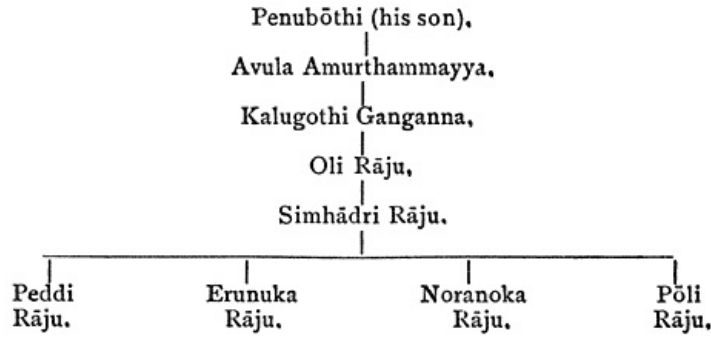 Penubōthi (his son),
Avula Amurthammayya,
Kalugothi Ganganna,
Oli Rāju,
Simhādri Rāju.
Peddi Erunuka Noranoka Pōli
Rāju. Rāju. Rāju. Rāju.